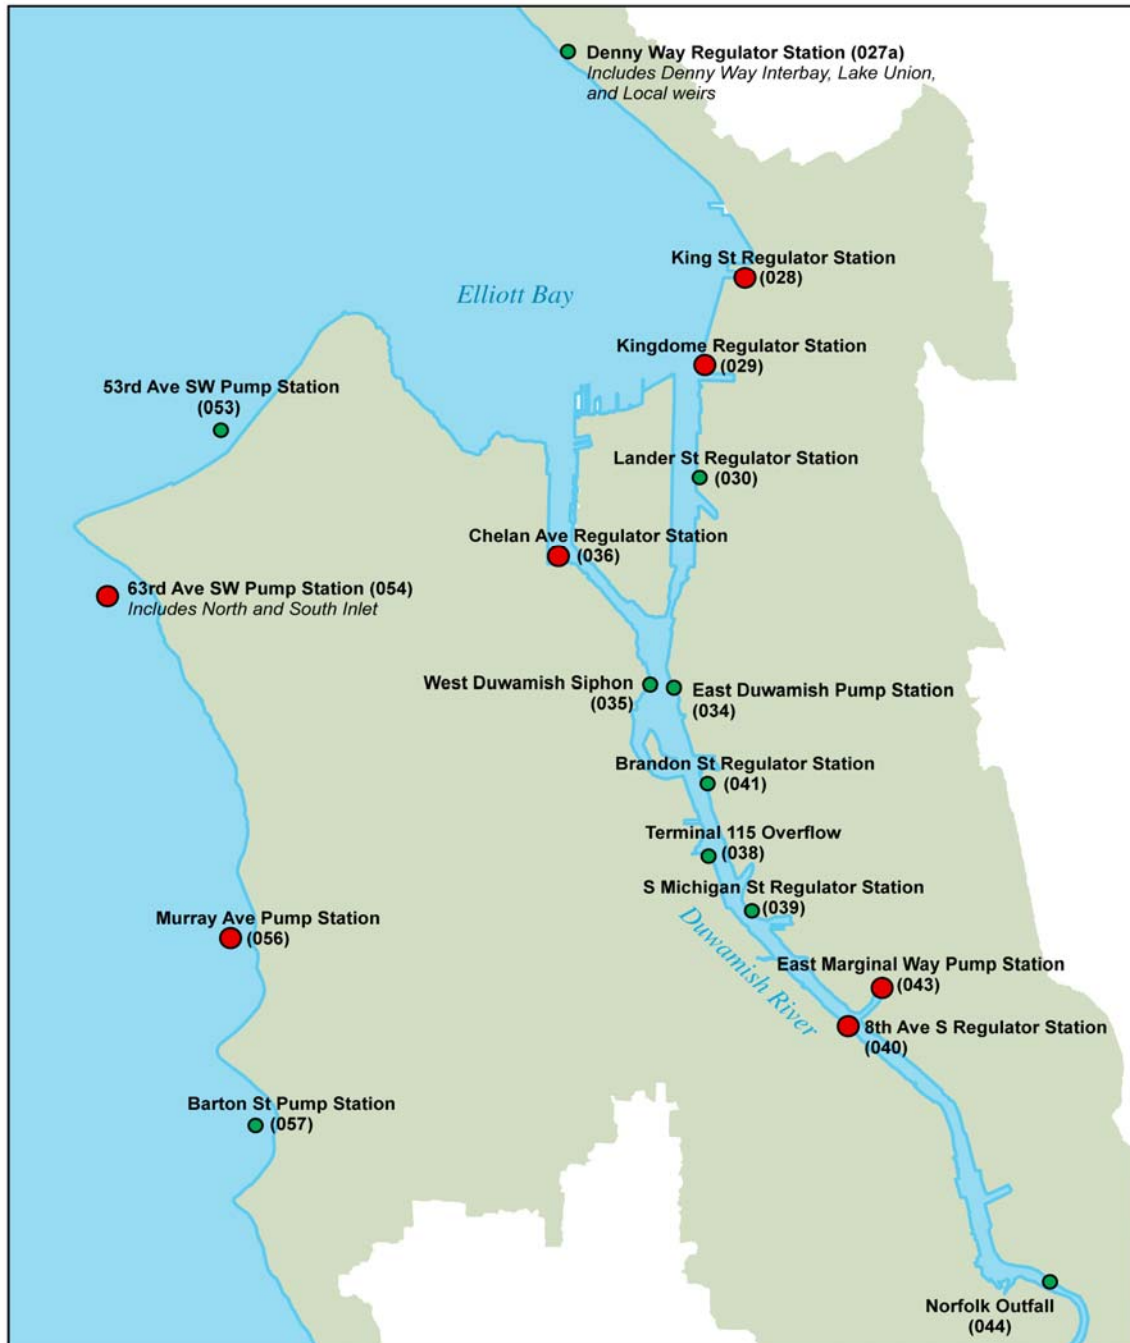 Denny Way Regulator Station (027a)
Includes Denny Way Interbay, Lake Union,
and Local weirs
King St Regulator Station
(028)
Elliott Bay
Kingdome Regulator Station
(029)
53rd Ave SW Pump Station
(053)
Lander St Regulator Station
(030)
Chelan Ave Regulator Station
(036)
63rd Ave SW Pump Station (054)
Includes North and South Inlet
West Duwamish Siphon
(035)
East Duwamish Pump Station
(034)
Brandon St Regulator Station
(041)
Terminal 115 Overflow
(038)
S Michigan St Regulator Station
(039)
Murray Ave Pump Station
(056)
Duwamish River
East Marginal Way Pump Station
(043)
8th Ave S Regulator Station
(040)
Barton St Pump Station
(057)
Norfolk Outfall
(044)